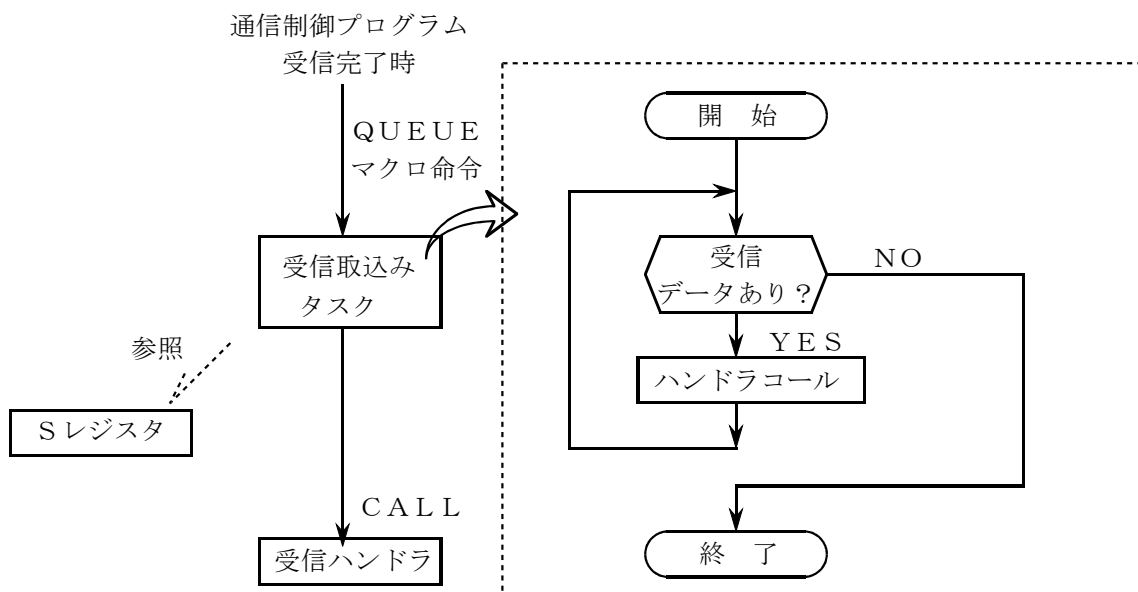 通信制御プログラム
受信完了時
ＱＵＥＵＥ
マクロ命令
受信取込み
タスク
参照
Ｓレジスタ
ＣＡＬＬ
受信ハンドラ
開　始
受信
データあり？
ＮＯ
ＹＥＳ
ハンドラコール
終　了